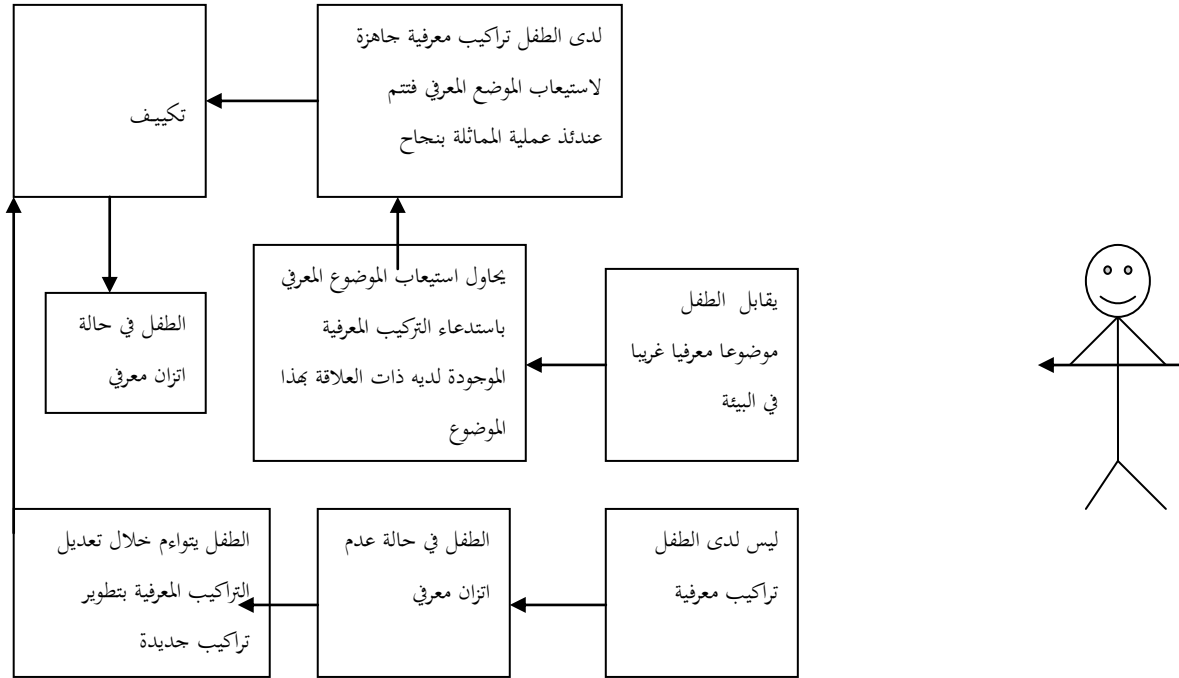 لدى الطفل تراكيب معرفية جاهزة
لاستيعاب الموضع المعرفي فتتم
عندئذ عملية المماثلة بنجاح
تكييف
يقابل الطفل
موضوعا معرفيا غريبا
في البيئة
يحاول استيعاب الموضوع المعرفي
باستدعاء التركيب المعرفية
الموجودة لديه ذات العلاقة بهذا
الموضوع
الطفل في حالة
اتزان معرفي
ليس لدى الطفل
تراكيب معرفية
الطفل في حالة عدم
اتزان معرفي
الطفل يتواءم خلال تعديل
التراكيب المعرفية بتطوير
تراكيب جديدة